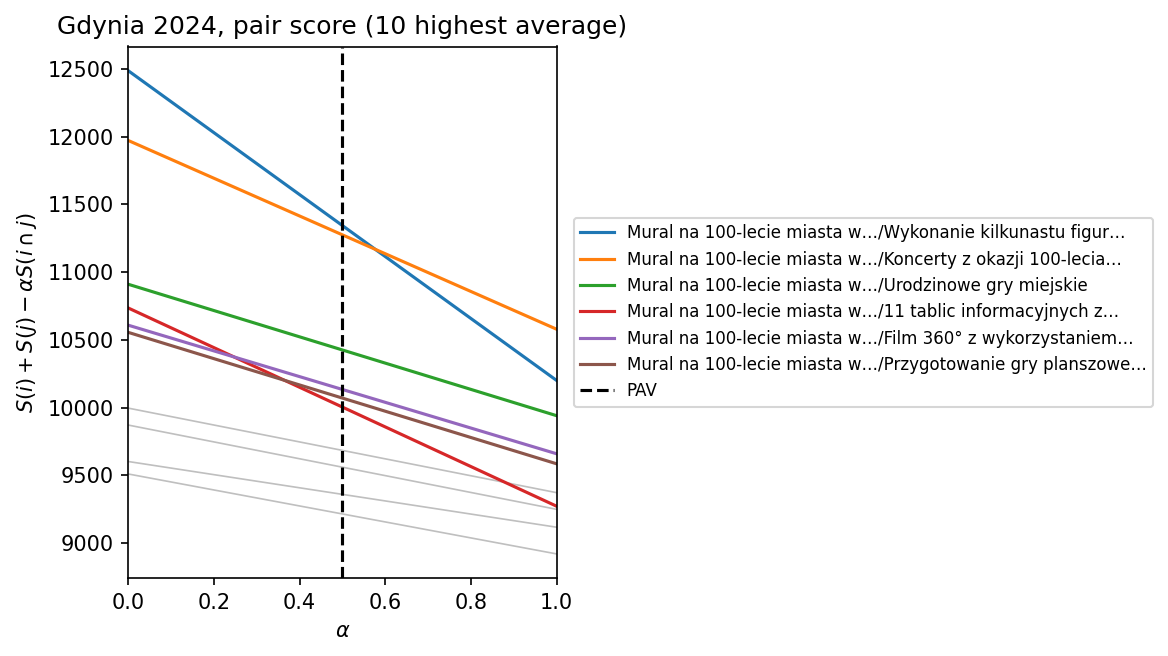 Gdynia 2024, pair score (10 highest average)
S(i) + S(j) − αS(i ∩ j)
12500
12000
11500
11000
10500
10000
9500
9000
0.0 0.2 0.4 0.6 0.8 1.0
α
Mural na 100-lecie miasta w.../Wykonanie kilkunastu figur...
Mural na 100-lecie miasta w.../Koncerty z okazji 100-lecia...
Mural na 100-lecie miasta w.../Urodzinowe gry miejskie
Mural na 100-lecie miasta w.../11 tablic informacyjnych z...
Mural na 100-lecie miasta w.../Film 360° z wykorzystaniem...
Mural na 100-lecie miasta w.../Przygotowanie gry planszowe...
PAV